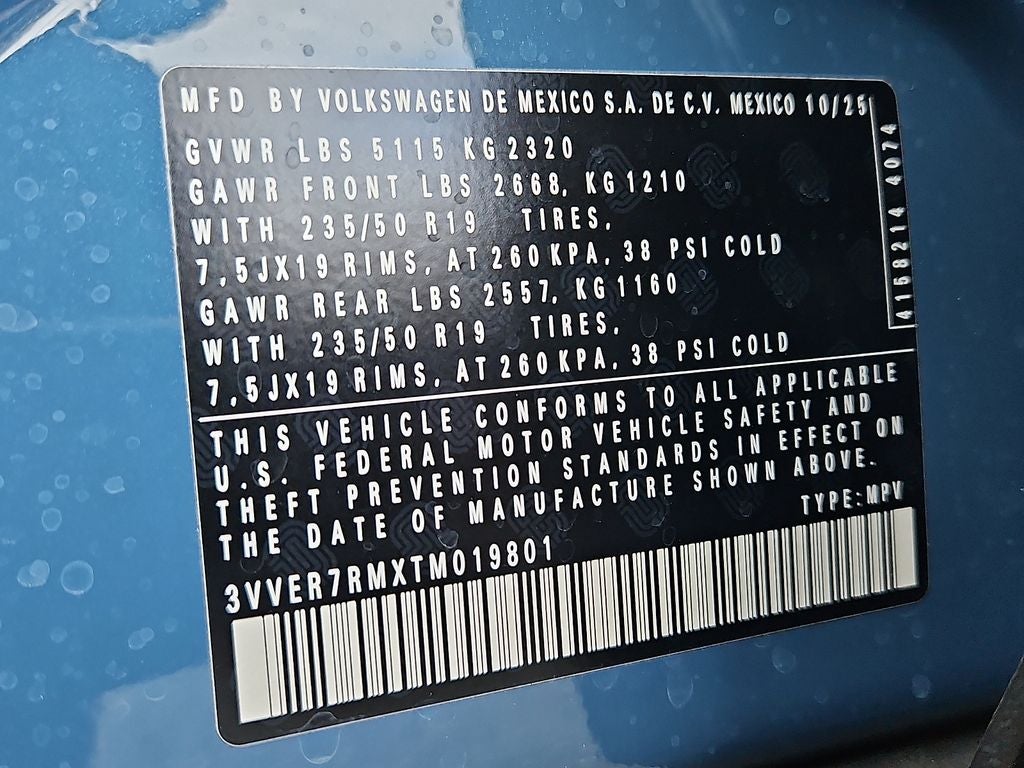 MFD BY VOLKSWAGEN DE MEXICO S.A. DE C.V. MEXICO 10/25
GVWR LBS 5115 KG 2320
GAWR FRONT LBS 2668, KG 1210
WITH 235/50 R19 TIRES,
7,5JX19 RIMS, AT 260 KPA, 38 PSI COLD
GAWR REAR LBS 2557, KG 1160
WITH 235/50 R19 TIRES,
7,5JX19 RIMS, AT 260 KPA, 38 PSI COLD
4158214 4074
THIS VEHICLE CONFORMS TO ALL APPLICABLE
U.S. FEDERAL MOTOR VEHICLE SAFETY AND
THEFT PREVENTION STANDARDS IN EFFECT ON
THE DATE OF MANUFACTURE SHOWN ABOVE.
TYPE:MPV
3VVER7RMXTM019801